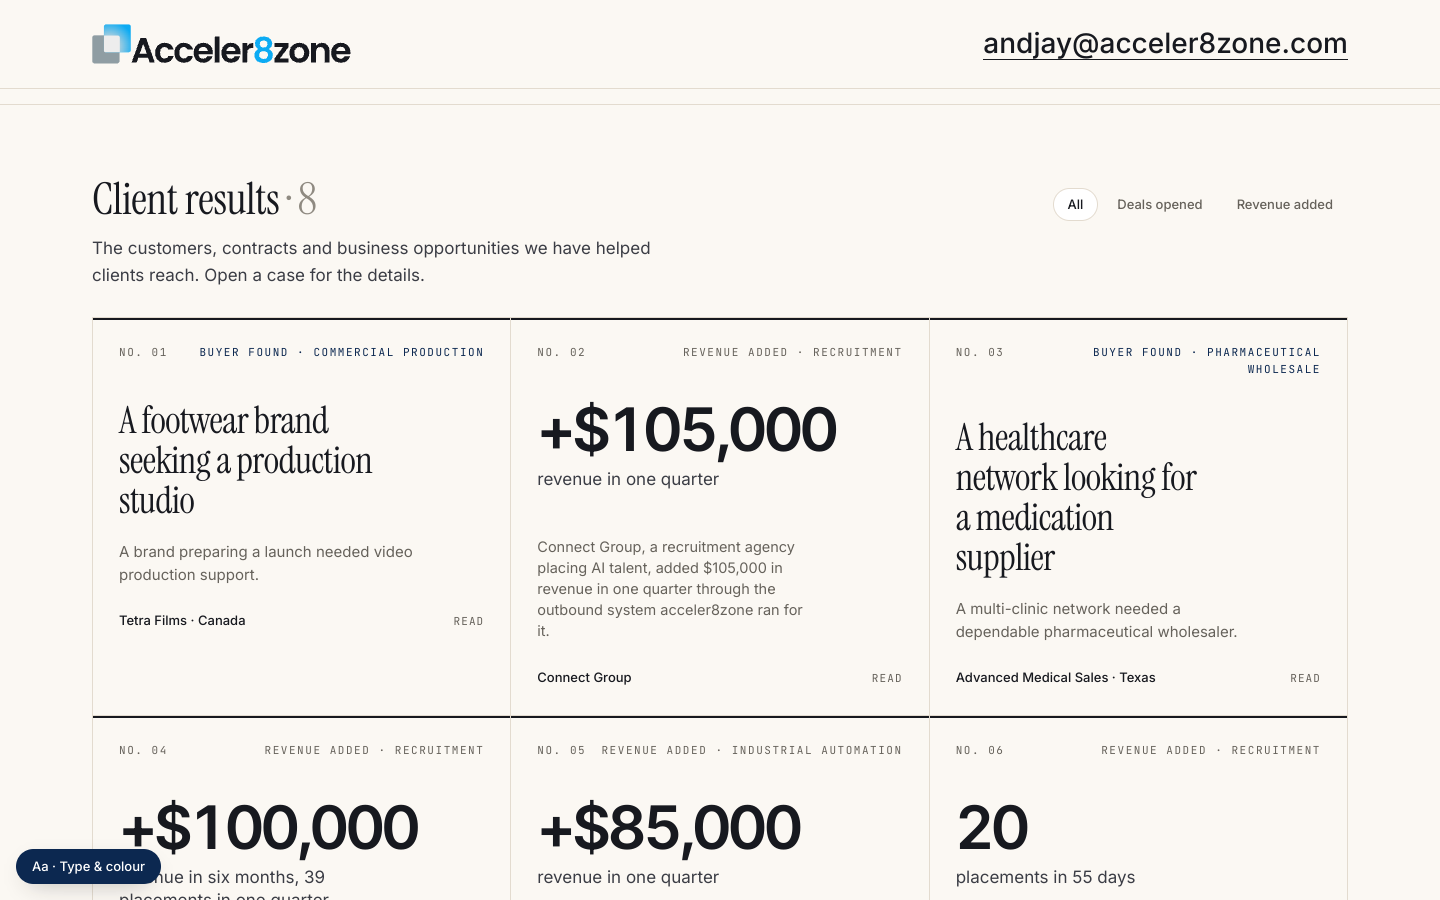 Acceler8zone
andjay@acceler8zone.com
Client results · 8
All
Deals opened
Revenue added
The customers, contracts and business opportunities we have helped
clients reach. Open a case for the details.
NO. 01
BUYER FOUND · COMMERCIAL PRODUCTION
A footwear brand
seeking a production
studio
A brand preparing a launch needed video
production support.
Tetra Films · Canada
READ
NO. 02
REVENUE ADDED · RECRUITMENT
+$105,000
revenue in one quarter
Connect Group, a recruitment agency
placing AI talent, added $105,000 in
revenue in one quarter through the
outbound system acceler8zone ran for
it.
Connect Group
READ
NO. 03
BUYER FOUND · PHARMACEUTICAL
WHOLESALE
A healthcare
network looking for
a medication
supplier
A multi-clinic network needed a
dependable pharmaceutical wholesaler.
Advanced Medical Sales · Texas
READ
NO. 04
REVENUE ADDED · RECRUITMENT
+$100,000
in six months, 39
placements in one quarter
NO. 05
REVENUE ADDED · INDUSTRIAL AUTOMATION
+$85,000
revenue in one quarter
NO. 06
REVENUE ADDED · RECRUITMENT
20
placements in 55 days
Aa · Type & colour